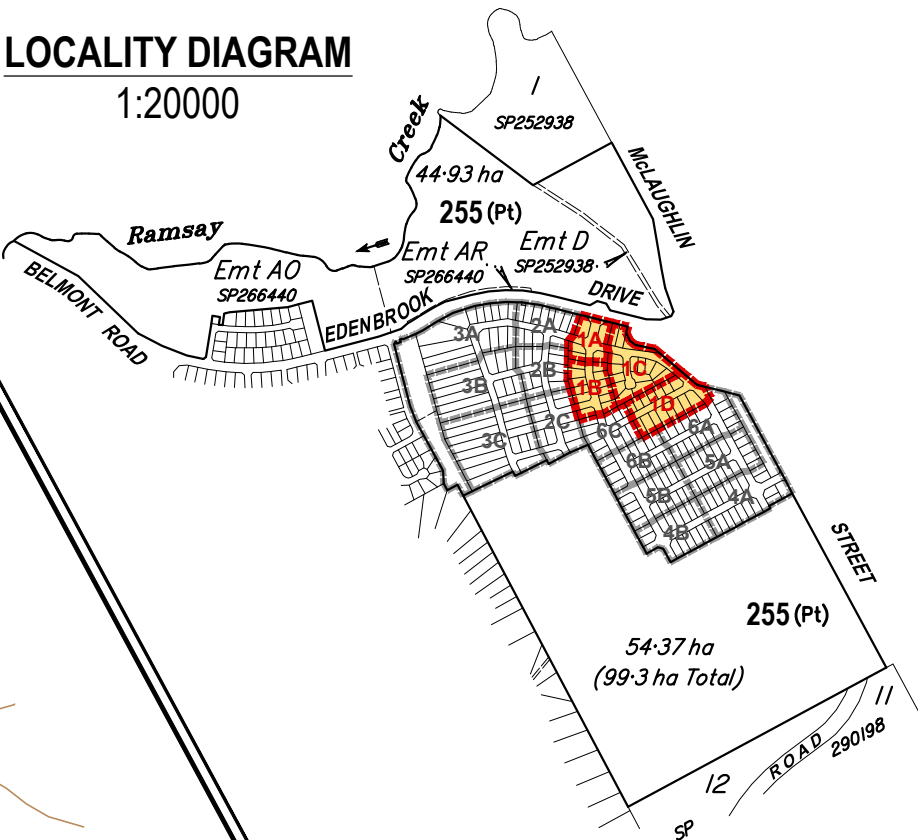 LOCALITY DIAGRAM
1:20000
1
SP252938
Creek
McLAUGHLIN
44·93 ha
255 (Pt)
Ramsay
Emt AR
SP266440
Emt D
SP252938
Emt AO
SP266440
BELMONT ROAD
EDENBROOK
DRIVE
3A
2A
1A
2B
1C
3B
1B
1D
2C
6C
6A
3C
6B
5A
5B
4A
4B
STREET
255 (Pt)
54·37 ha
(99·3 ha Total)
11
ROAD
290198
12
SP